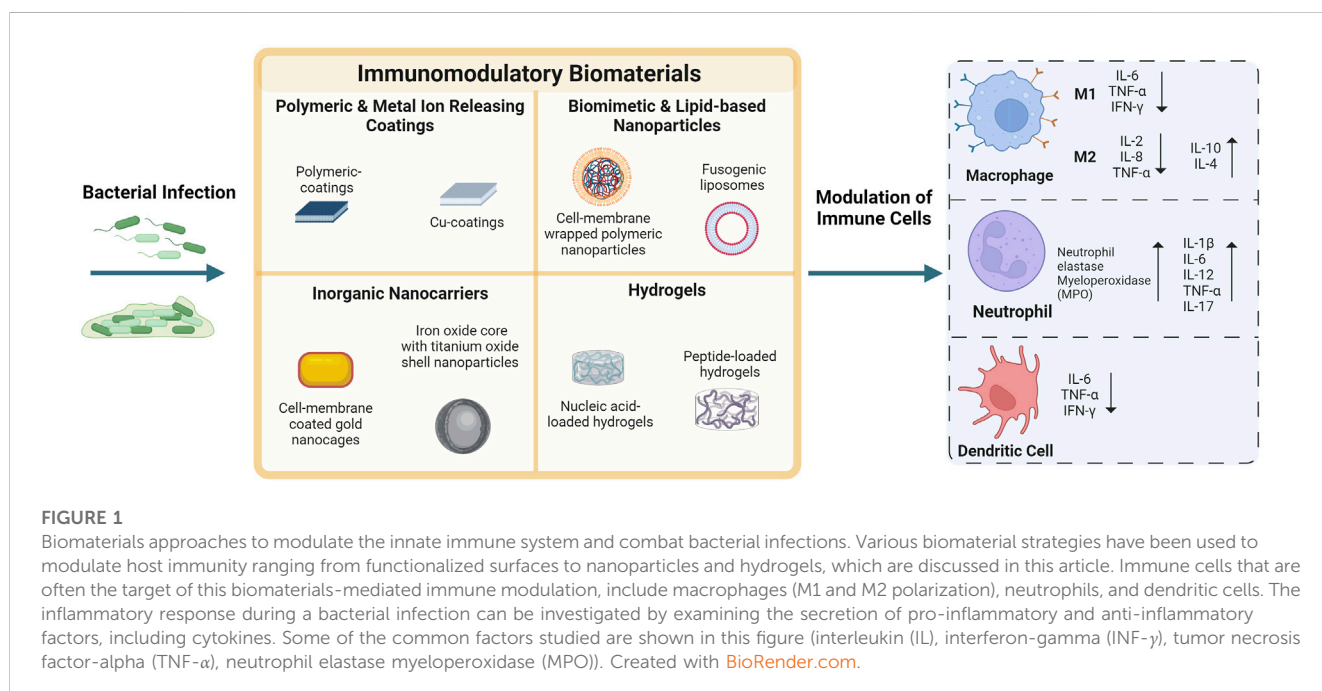 Immunomodulatory Biomaterials
Bacterial Infection
Polymeric & Metal Ion Releasing
Coatings
Polymeric-
coatings
Cu-coatings
Biomimetic & Lipid-based
Nanoparticles
Cell-membrane
wrapped polymeric
nanoparticles
Fusogenic
liposomes
Inorganic Nanocarriers
Iron oxide core
with titanium oxide
shell nanoparticles
Cell-membrane
coated gold
nanocages
Hydrogels
Nucleic acid-
loaded hydrogels
Peptide-loaded
hydrogels
Modulation of
Immune Cells
Macrophage
M1
IL-6
TNF-α
IFN-γ
M2
IL-2
IL-8
TNF-α
IL-10
IL-4
Neutrophil
Neutrophil
elastase
Myeloperoxidase
(MPO)
IL-1β
IL-6
IL-12
TNF-α
IL-17
Dendritic Cell
IL-6
TNF-α
IFN-γ
FIGURE 1
Biomaterials approaches to modulate the innate immune system and combat bacterial infections. Various biomaterial strategies have been used to
modulate host immunity ranging from functionalized surfaces to nanoparticles and hydrogels, which are discussed in this article. Immune cells that are
often the target of this biomaterials-mediated immune modulation, include macrophages (M1 and M2 polarization), neutrophils, and dendritic cells. The
inflammatory response during a bacterial infection can be investigated by examining the secretion of pro-inflammatory and anti-inflammatory
factors, including cytokines. Some of the common factors studied are shown in this figure (interleukin (IL), interferon-gamma (INF-γ), tumor necrosis
factor-alpha (TNF-α), neutrophil elastase myeloperoxidase (MPO)). Created with BioRender.com.